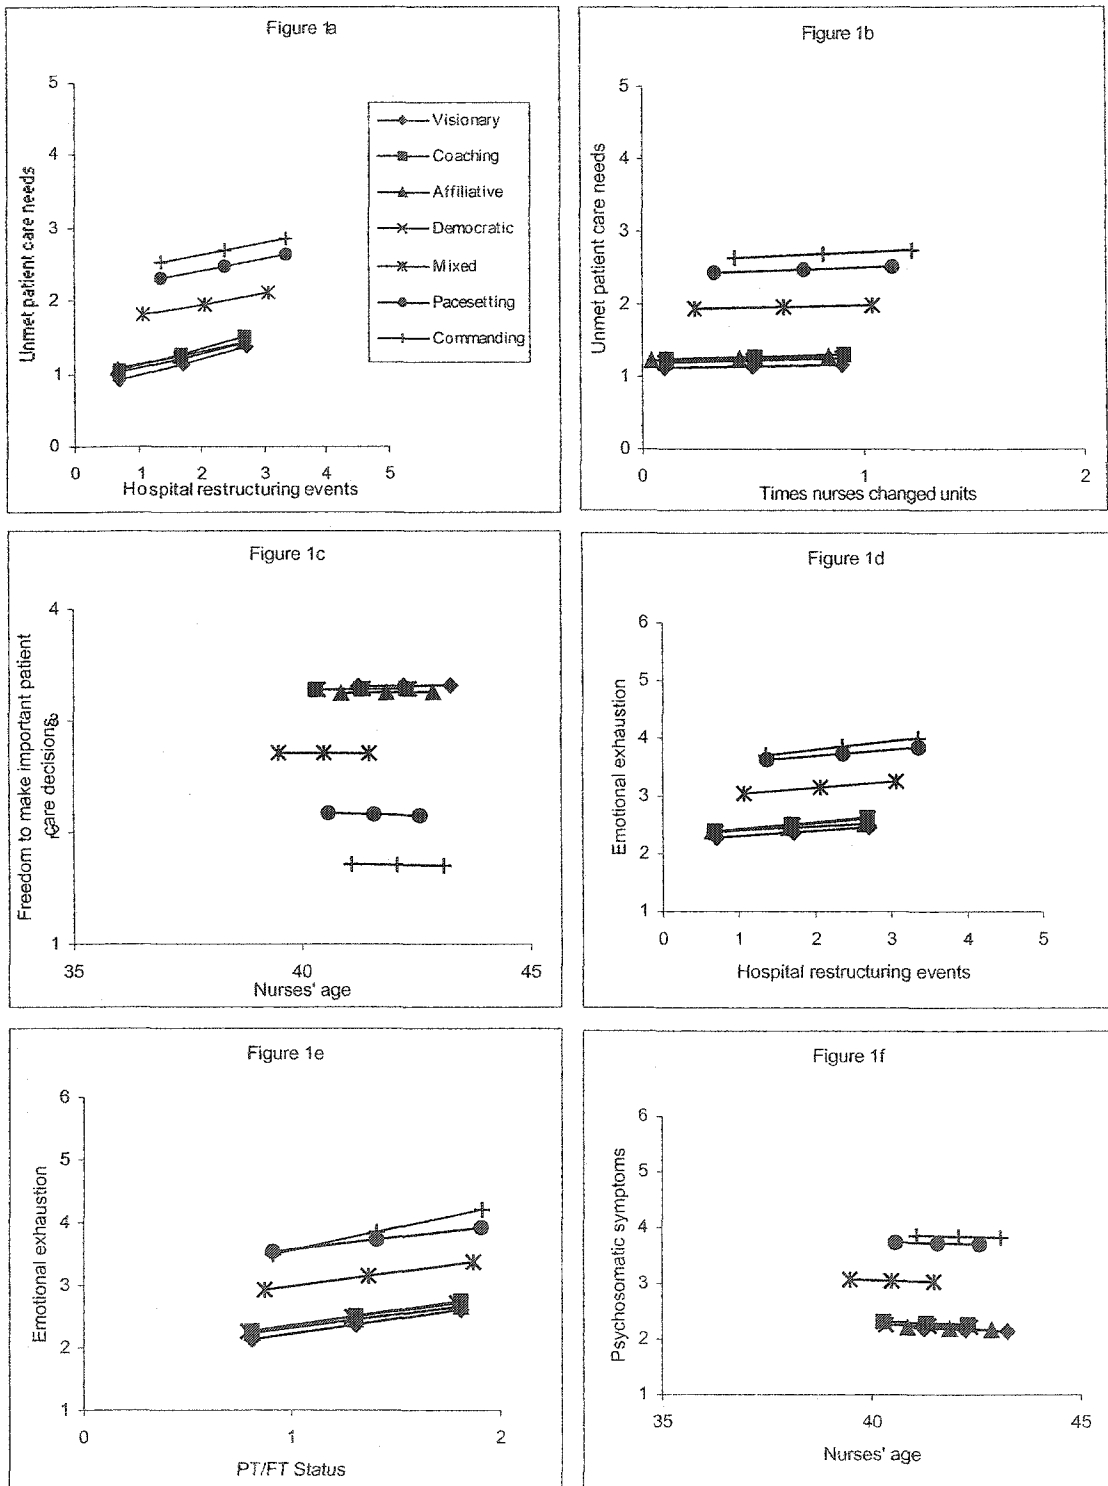 Figure 1a
Unmet patient care needs
5
4
3
2
1
0
0 1 2 3 4 5
Hospital restructuring events
Visionary
Coaching
Affiliative
Democratic
Mixed
Pacesetting
Commanding
Figure 1b
Unmet patient care needs
5
4
3
2
1
0
0 1 2
Times nurses changed units
Figure 1c
Freedom to make important patient
care decisions
4
3
2
1
35 40 45
Nurses' age
Figure 1d
Emotional exhaustion
6
5
4
3
2
1
0 1 2 3 4 5
Hospital restructuring events
Figure 1e
Emotional exhaustion
6
5
4
3
2
1
0 1 2
PT/FT Status
Figure 1f
Psychosomatic symptoms
6
5
4
3
2
1
35 40 45
Nurses' age